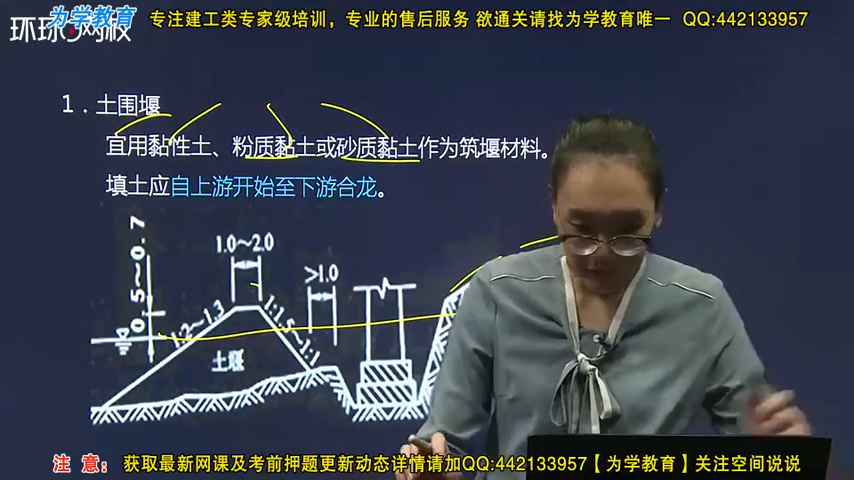 为学教育 专注建工类专家级培训，专业的售后服务 欲通关请找为学教育唯一 QQ:442133957
环球网校
1．土围堰
宜用黏性土、粉质黏土或砂质黏土作为筑堰材料。
填土应自上游开始至下游合龙。
1.0～2.0
>1.0
0.5～0.7
1:2～1.3
1:1.5～1:1
土堰
注 意： 获取最新网课及考前押题更新动态详情请加QQ:442133957【为学教育】关注空间说说